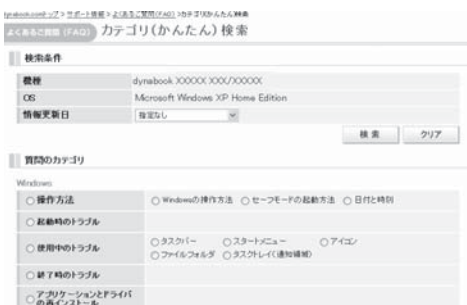 dynabook.comトップ > サポート情報 > よくあるご質問(FAQ) >カテゴリ(かんたん)検索
よくあるご質問 (FAQ) カテゴリ(かんたん) 検索
検索条件
機種 dynabook XXXXX XXX/XXXXX
OS Microsoft Windows XP Home Edition
情報更新日 指定なし
検 索 クリア
質問のカテゴリ
Windows
操作方法 Windowsの操作方法 セーフモードの起動方法 日付と時刻
起動時のトラブル
使用中のトラブル タスクバー スタートメニュー アイコン
ファイルフォルダ タスクトレイ(通知領域)
終了時のトラブル
アプリケーションとドライバ
の再インストール